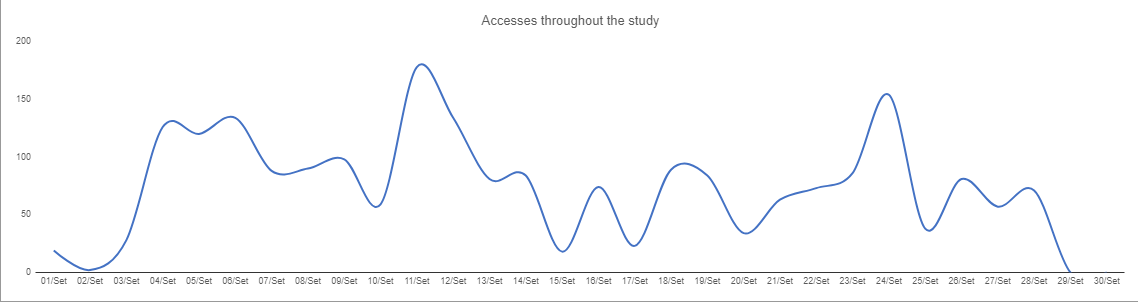 Accesses throughout the study
200
150
100
50
0
01/Set 02/Set 03/Set 04/Set 05/Set 06/Set 07/Set 08/Set 09/Set 10/Set 11/Set 12/Set 13/Set 14/Set 15/Set 16/Set 17/Set 18/Set 19/Set 20/Set 21/Set 22/Set 23/Set 24/Set 25/Set 26/Set 27/Set 28/Set 29/Set 30/Set